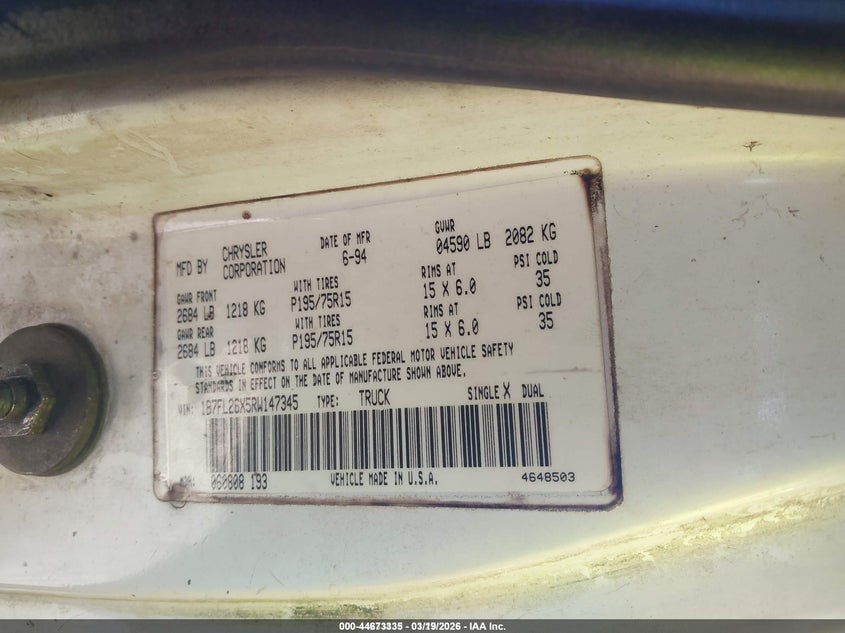 MFD BY CHRYSLER CORPORATION DATE OF MFR 6-94 GVWR 04590 LB 2082 KG
GAWR FRONT WITH TIRES RIMS AT PSI COLD
2684 LB 1218 KG P195/75R15 15 X 6.0 35
GAWR REAR WITH TIRES RIMS AT PSI COLD
2684 LB 1218 KG P195/75R15 15 X 6.0 35
THIS VEHICLE CONFORMS TO ALL APPLICABLE FEDERAL MOTOR VEHICLE SAFETY
STANDARDS IN EFFECT ON THE DATE OF MANUFACTURE SHOWN ABOVE.
VIN: 1B7FL26X5RW147345 TYPE: TRUCK SINGLE X DUAL
MDH: 060808 193 VEHICLE MADE IN U.S.A. 4648503
000-44673335 - 03/19/2026 - IAA Inc.